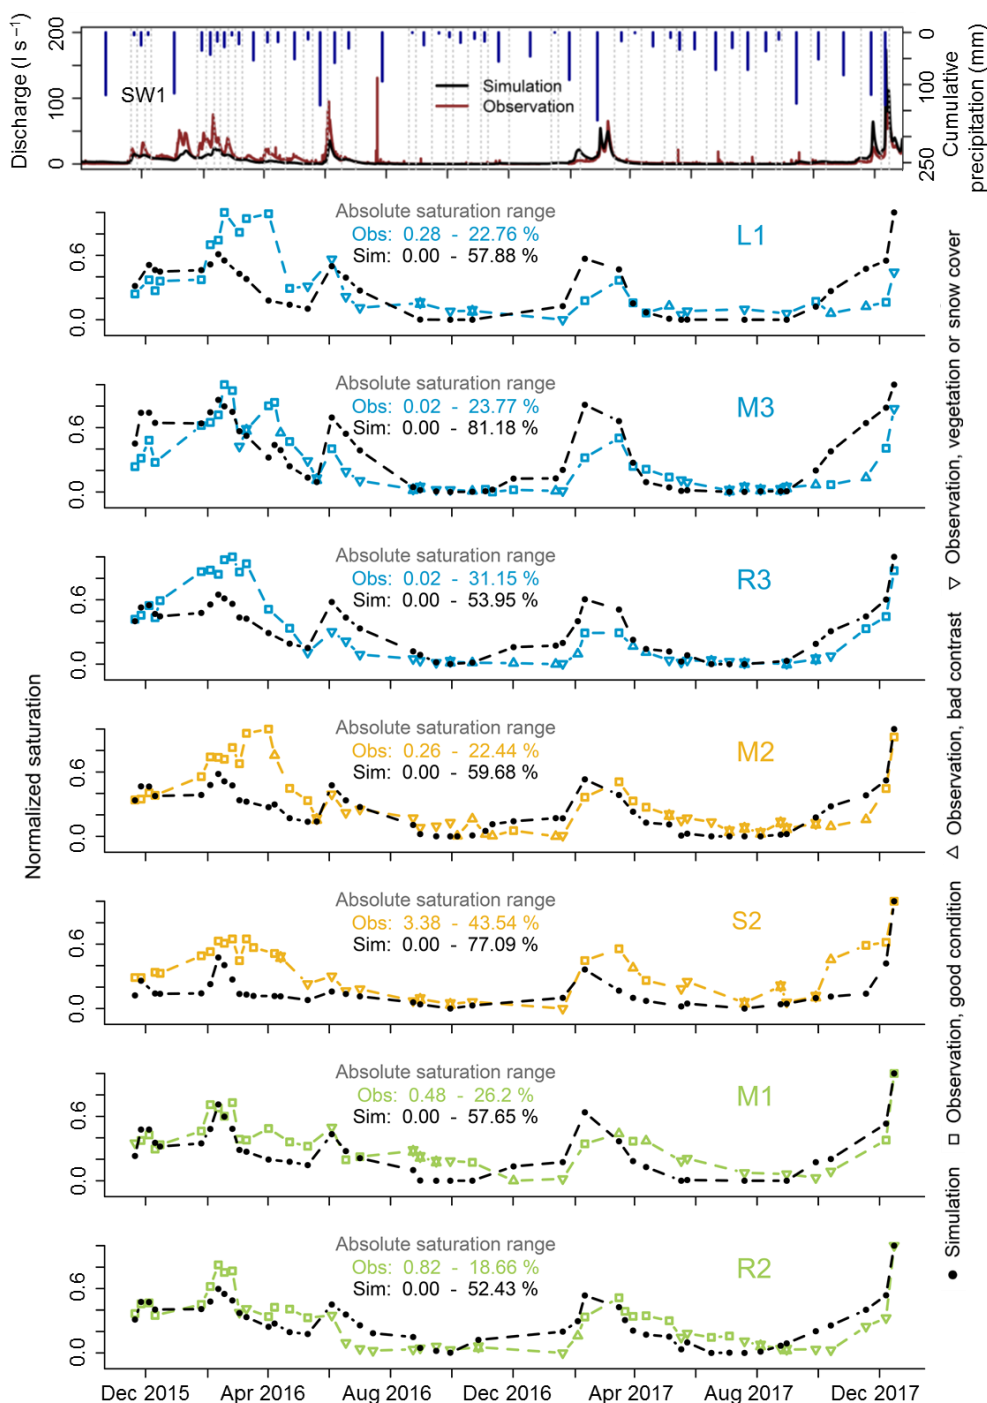 Discharge (l s⁻¹)
200
100
0
SW1
Simulation
Observation
0
100
250
Cumulative
precipitation (mm)
Normalized saturation
Absolute saturation range
Obs: 0.28 - 22.76 %
Sim: 0.00 - 57.88 %
L1
0.6
0.0
Absolute saturation range
Obs: 0.02 - 23.77 %
Sim: 0.00 - 81.18 %
M3
0.6
0.0
Absolute saturation range
Obs: 0.02 - 31.15 %
Sim: 0.00 - 53.95 %
R3
0.6
0.0
Absolute saturation range
Obs: 0.26 - 22.44 %
Sim: 0.00 - 59.68 %
M2
0.6
0.0
Absolute saturation range
Obs: 3.38 - 43.54 %
Sim: 0.00 - 77.09 %
S2
0.6
0.0
Absolute saturation range
Obs: 0.48 - 26.2 %
Sim: 0.00 - 57.65 %
M1
0.6
0.0
Absolute saturation range
Obs: 0.82 - 18.66 %
Sim: 0.00 - 52.43 %
R2
0.6
0.0
Dec 2015 Apr 2016 Aug 2016 Dec 2016 Apr 2017 Aug 2017 Dec 2017
Simulation Observation, good condition Observation, bad contrast Observation, vegetation or snow cover